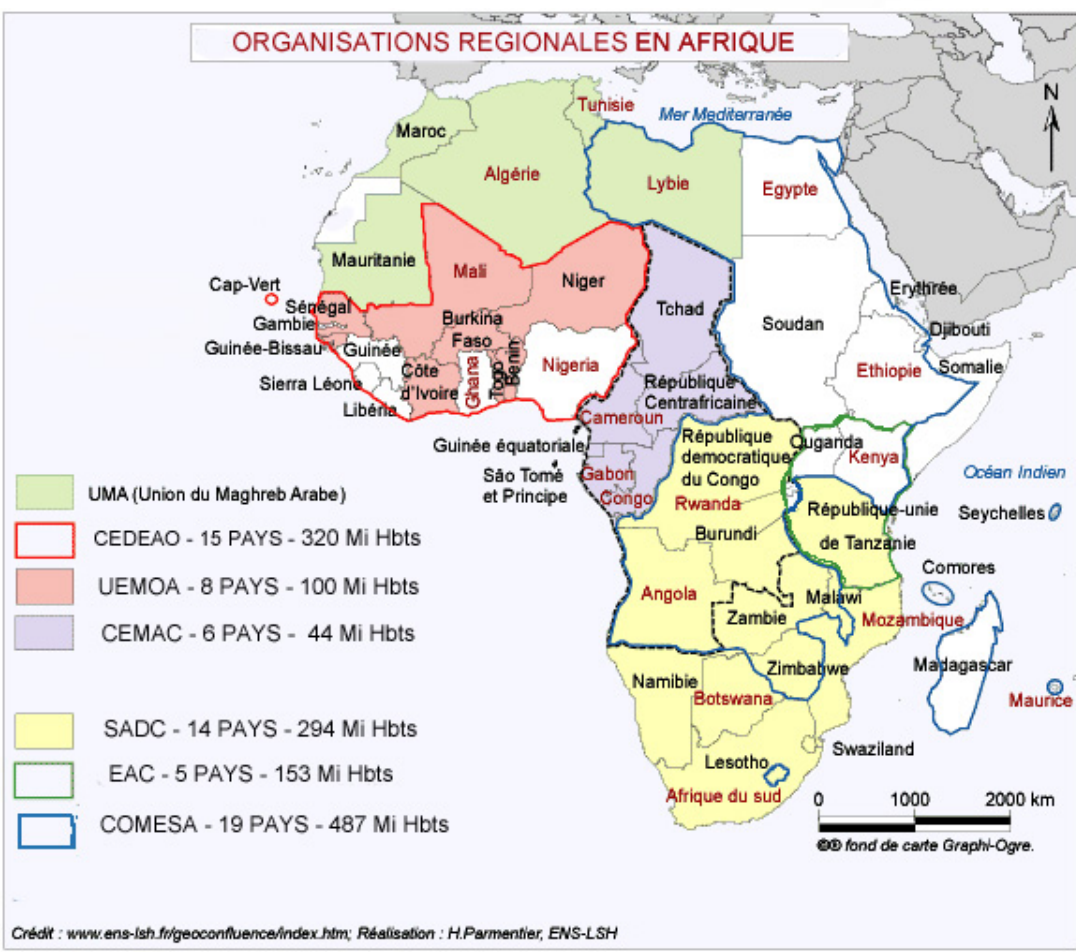 ORGANISATIONS REGIONALES EN AFRIQUE
N
Tunisie
Mer Mediterranée
Maroc
Algérie
Lybie
Egypte
Mauritanie
Mali
Niger
Tchad
Soudan
Erythrée
Cap-Vert
Sénégal
Gambie
Burkina
Faso
Djibouti
Guinée-Bissau
Guinée
Nigeria
Ethiopie
Somalie
Sierra Léone
Côte
d'Ivoire
Ghana
Togo
Benin
République
Centrafricaine
Libéria
Cameroun
Guinée équatoriale
République
democratique
du Congo
Ouganda
Kenya
São Tomé
et Principe
Gabon
Congo
Rwanda
Océan Indien
République-unie
de Tanzanie
Seychelles
Burundi
Comores
Angola
Malawi
Mozambique
Zambie
Zimbabwe
Madagascar
Namibie
Botswana
Maurice
Lesotho
Swaziland
Afrique du sud
UMA (Union du Maghreb Arabe)
CEDEAO - 15 PAYS - 320 Mi Hbts
UEMOA - 8 PAYS - 100 Mi Hbts
CEMAC - 6 PAYS - 44 Mi Hbts
SADC - 14 PAYS - 294 Mi Hbts
EAC - 5 PAYS - 153 Mi Hbts
COMESA - 19 PAYS - 487 Mi Hbts
0 1000 2000 km
©® fond de carte Graphi-Ogre.
Crédit : www.ens-lsh.fr/geoconfluence/index.htm; Réalisation : H.Parmentier, ENS-LSH